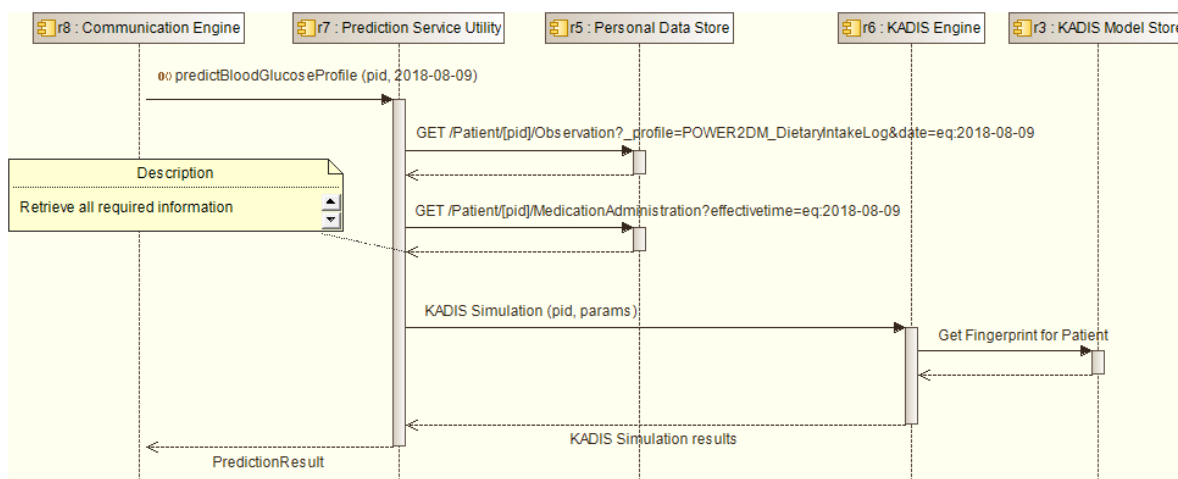 r8 : Communication Engine
r7 : Prediction Service Utility
r5 : Personal Data Store
r6 : KADIS Engine
r3 : KADIS Model Store
predictBloodGlucoseProfile (pid, 2018-08-09)
GET /Patient/[pid]/Observation?_profile=POWER2DM_DietaryIntakeLog&date=eq:2018-08-09
Description
Retrieve all required information
GET /Patient/[pid]/MedicationAdministration?effectivetime=eq:2018-08-09
KADIS Simulation (pid, params)
Get Fingerprint for Patient
KADIS Simulation results
PredictionResult